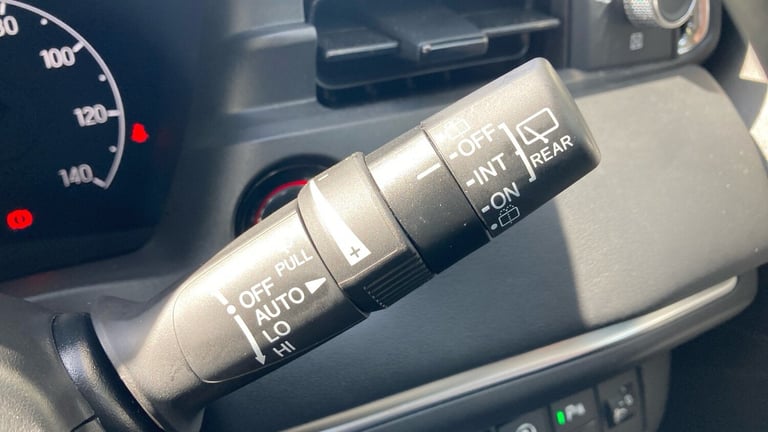 100
120
140
OFF
INT
ON
REAR
+
PULL
OFF
AUTO
LO
HI
P